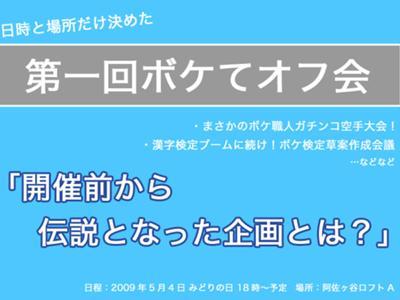 日時と場所だけ決めた
第一回ボケてオフ会
・まさかのボケ職人ガチンコ空手大会！
・漢字検定ブームに続け！ボケ検定草案作成会議
…などなど
「開催前から
伝説となった企画とは？」
日程：2009年5月4日 みどりの日 18時〜予定　場所：阿佐ヶ谷ロフトA